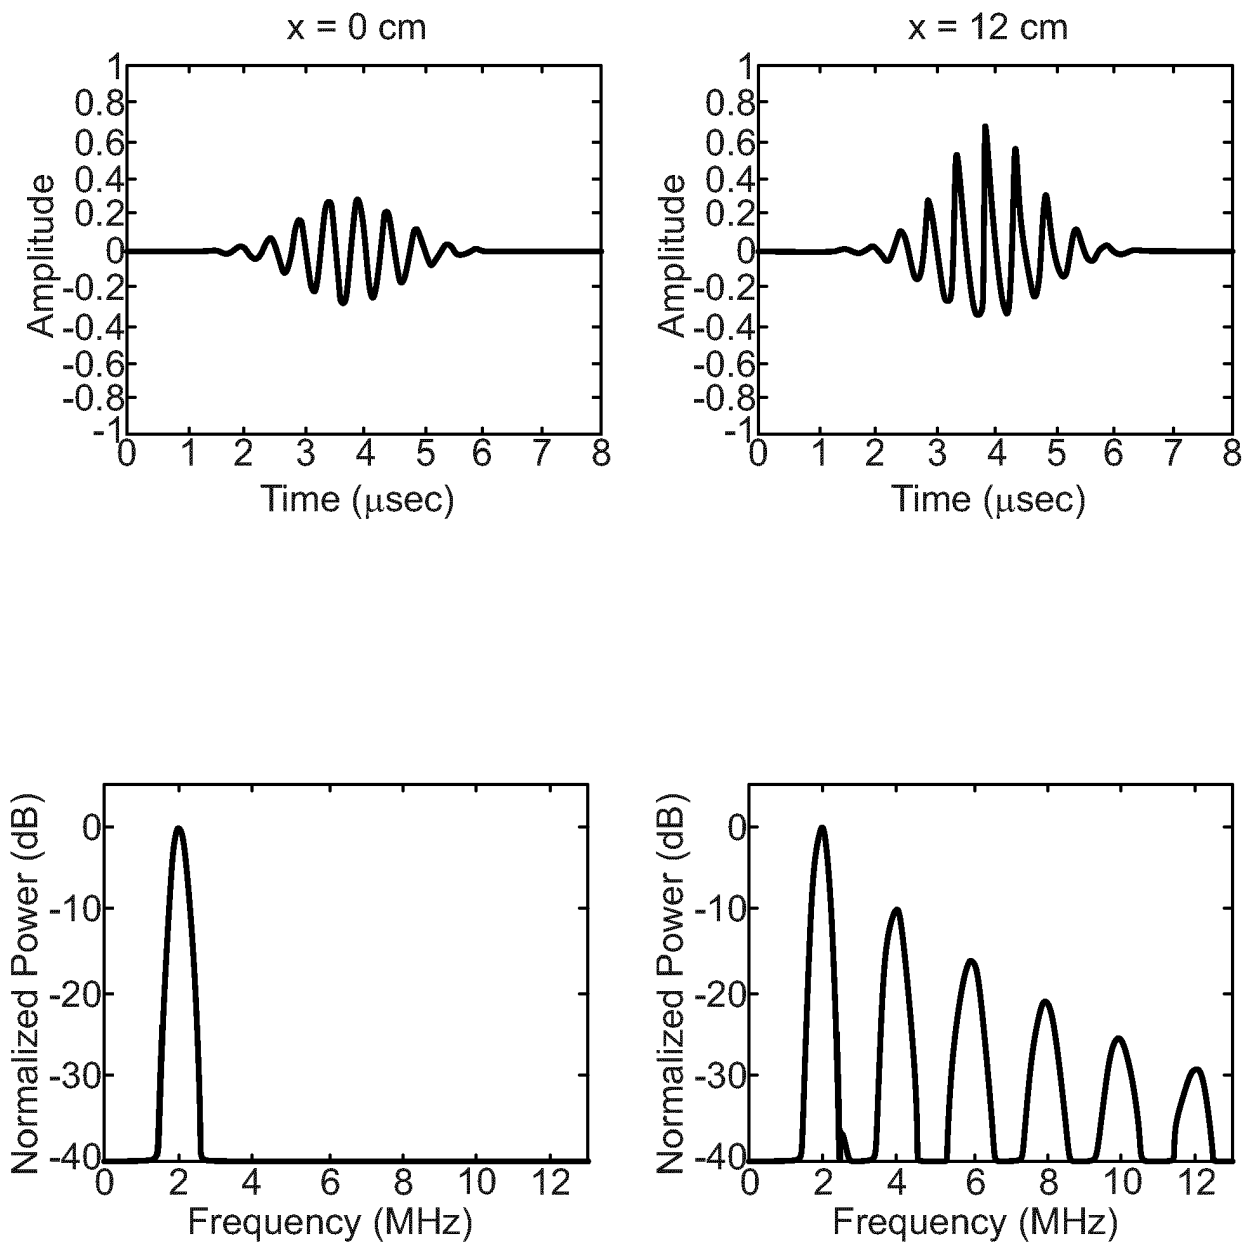 x = 0 cm
x = 12 cm
Amplitude
1
0.8
0.6
0.4
0.2
0
-0.2
-0.4
-0.6
-0.8
-1
0 1 2 3 4 5 6 7 8
Time (μsec)
Amplitude
1
0.8
0.6
0.4
0.2
0
-0.2
-0.4
-0.6
-0.8
-1
0 1 2 3 4 5 6 7 8
Time (μsec)
Normalized Power (dB)
0
-10
-20
-30
-40
0 2 4 6 8 10 12
Frequency (MHz)
Normalized Power (dB)
0
-10
-20
-30
-40
0 2 4 6 8 10 12
Frequency (MHz)